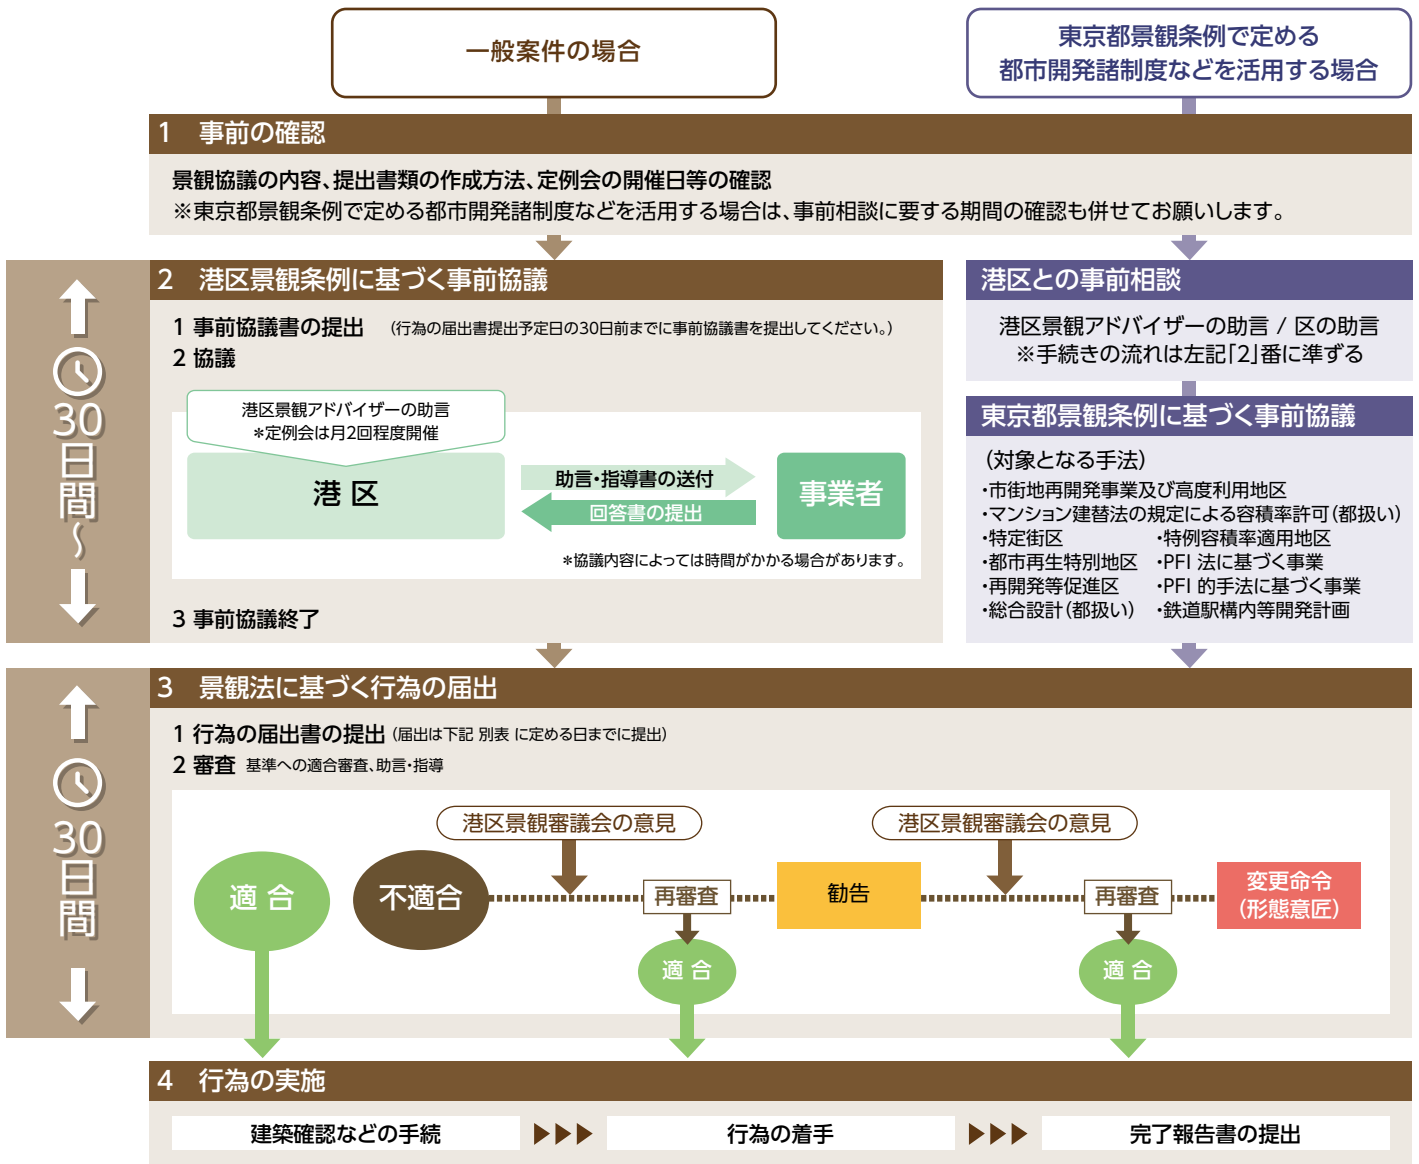 一般案件の場合
東京都景観条例で定める
都市開発諸制度などを活用する場合
1 事前の確認
景観協議の内容、提出書類の作成方法、定例会の開催日等の確認
※東京都景観条例で定める都市開発諸制度などを活用する場合は、事前相談に要する期間の確認も併せてお願いします。
30日間～
2 港区景観条例に基づく事前協議
1 事前協議書の提出 （行為の届出書提出予定日の30日前までに事前協議書を提出してください。）
2 協議
港区景観アドバイザーの助言
＊定例会は月2回程度開催
港 区
助言・指導書の送付
回答書の提出
事業者
＊協議内容によっては時間がかかる場合があります。
3 事前協議終了
港区との事前相談
港区景観アドバイザーの助言 / 区の助言
※手続きの流れは左記「2」番に準ずる
東京都景観条例に基づく事前協議
（対象となる手法）
・市街地再開発事業及び高度利用地区
・マンション建替法の規定による容積率許可（都扱い）
・特定街区 ・特例容積率適用地区
・都市再生特別地区 ・PFI 法に基づく事業
・再開発等促進区 ・PFI 的手法に基づく事業
・総合設計（都扱い） ・鉄道駅構内等開発計画
30日間
3 景観法に基づく行為の届出
1 行為の届出書の提出 （届出は下記 別表 に定める日までに提出）
2 審査 基準への適合審査、助言・指導
港区景観審議会の意見
港区景観審議会の意見
適 合
不適合
再審査
勧告
再審査
変更命令
（形態意匠）
適 合
適 合
4 行為の実施
建築確認などの手続 ▶▶▶ 行為の着手 ▶▶▶ 完了報告書の提出